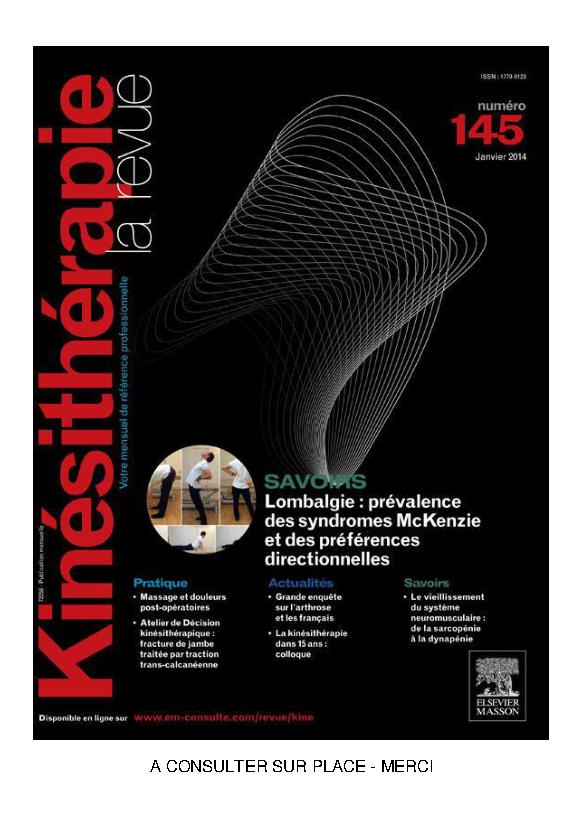 ISSN : 1779-0123
numéro
145
Janvier 2014
Kinésithérapie
la revue
Votre mensuel de référence professionnelle
72256 - Publication mensuelle
SAVOIRS
Lombalgie : prévalence
des syndromes McKenzie
et des préférences
directionnelles
Pratique
• Massage et douleurs
post-opératoires
• Atelier de Décision
kinésithérapique :
fracture de jambe
traitée par traction
trans-calcanéenne
Actualités
• Grande enquête
sur l'arthrose
et les français
• La kinésithérapie
dans 15 ans :
colloque
Savoirs
• Le vieillissement
du système
neuromusculaire :
de la sarcopénie
à la dynapénie
ELSEVIER
MASSON
Disponible en ligne sur www.em-consulte.com/revue/kine
A CONSULTER SUR PLACE - MERCI